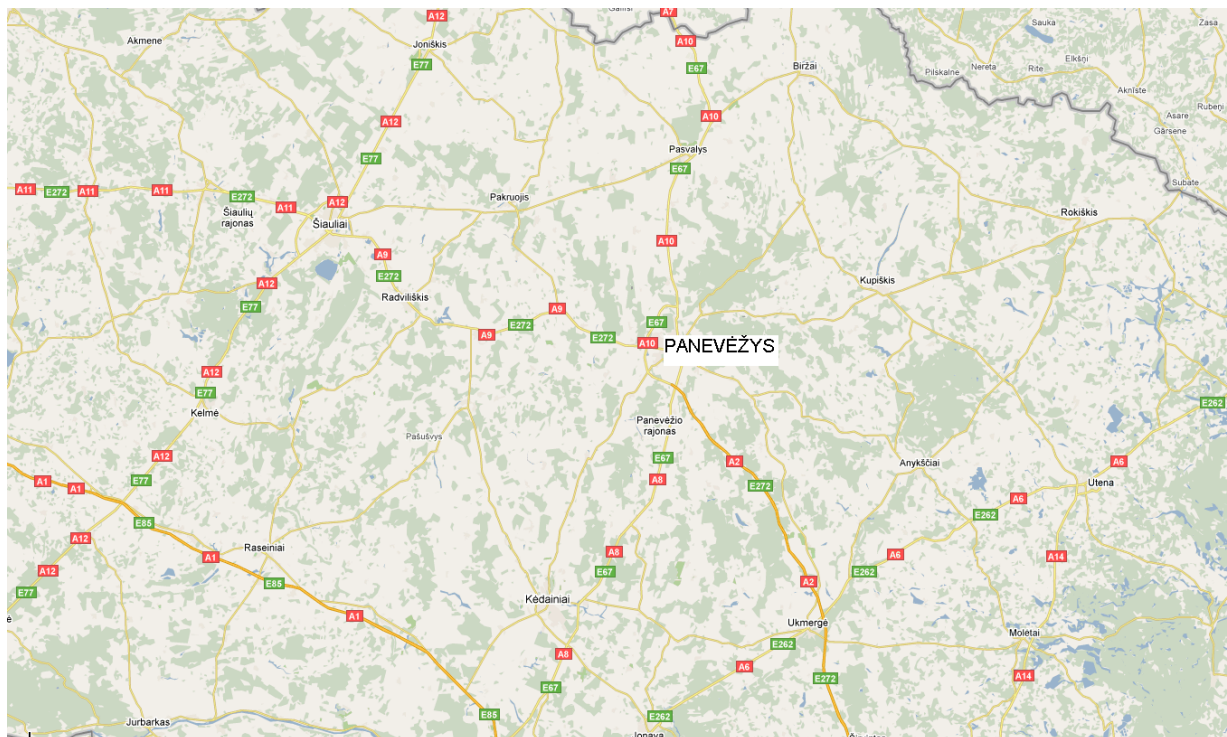 Galiņi
A7
A12
Sauka
Zasa
Akmene
Joniškis
A10
Elkšņi
E77
E67
Biržai
Pilskalne
Nereta
Rite
Aknīste
Rubeņi
A12
A10
Asare
Gārsene
Pasvalys
E77
E67
Subate
A11
E272
A11
A11
E272
Pakruojis
A12
A11
Šiaulių
rajonas
Rokiškis
Šiauliai
A10
A9
E272
Kupiškis
A12
Radviliškis
E77
A9
E272
E67
A9
E272
A10
PANEVĖŽYS
A12
E77
E262
Kelmė
Panevėžio
rajonas
Pašušvys
A12
E67
A2
Anykščiai
A6
A1
A1
E77
A8
E272
Utena
A6
E262
E85
A12
Raseiniai
A1
A8
A6
A14
A12
E67
E262
E77
E85
A2
Kėdainiai
A1
Ukmergė
ė
Molėtai
E262
A8
A6
A14
E67
E272
E85
E262
Jurbarkas
Jonava